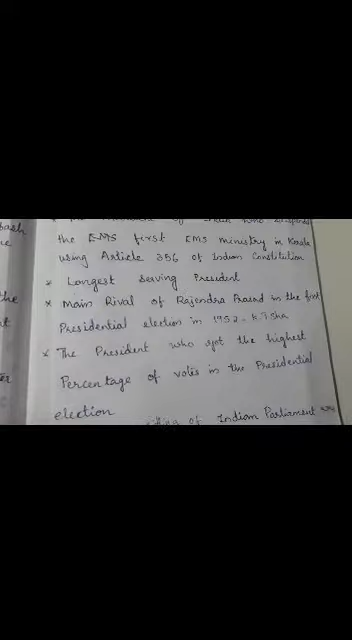 bash
the EMS first EMS ministry in Kerala
using Article 356 of Indian Constitution
* Longest serving President
* Main Rival of Rajendra Prasad in the first
Presidential election in 1952 - K.T. Sha
* The President who got the highest
Percentage of votes in the Presidential
election
of Indian Parliament
the